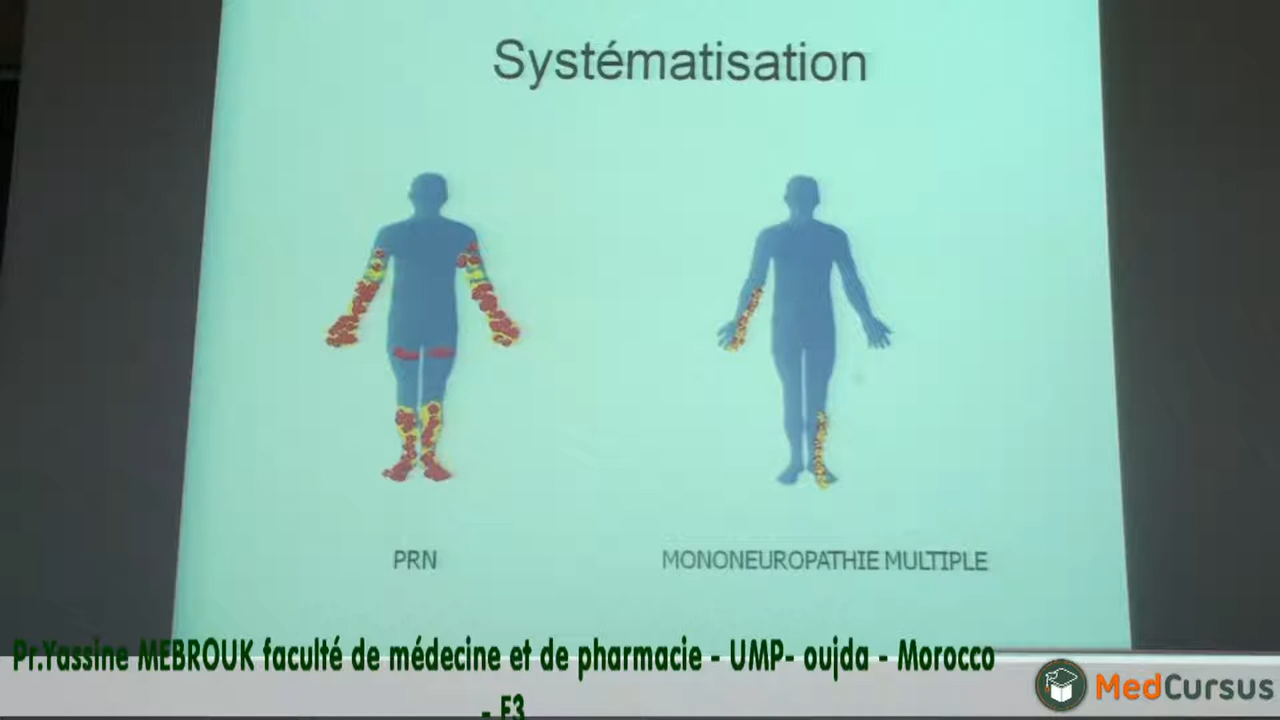 Systématisation
PRN
MONONEUROPATHIE MULTIPLE
Pr.Yassine MEBROUK faculté de médecine et de pharmacie - UMP- oujda - Morocco
- F3
MedCursus